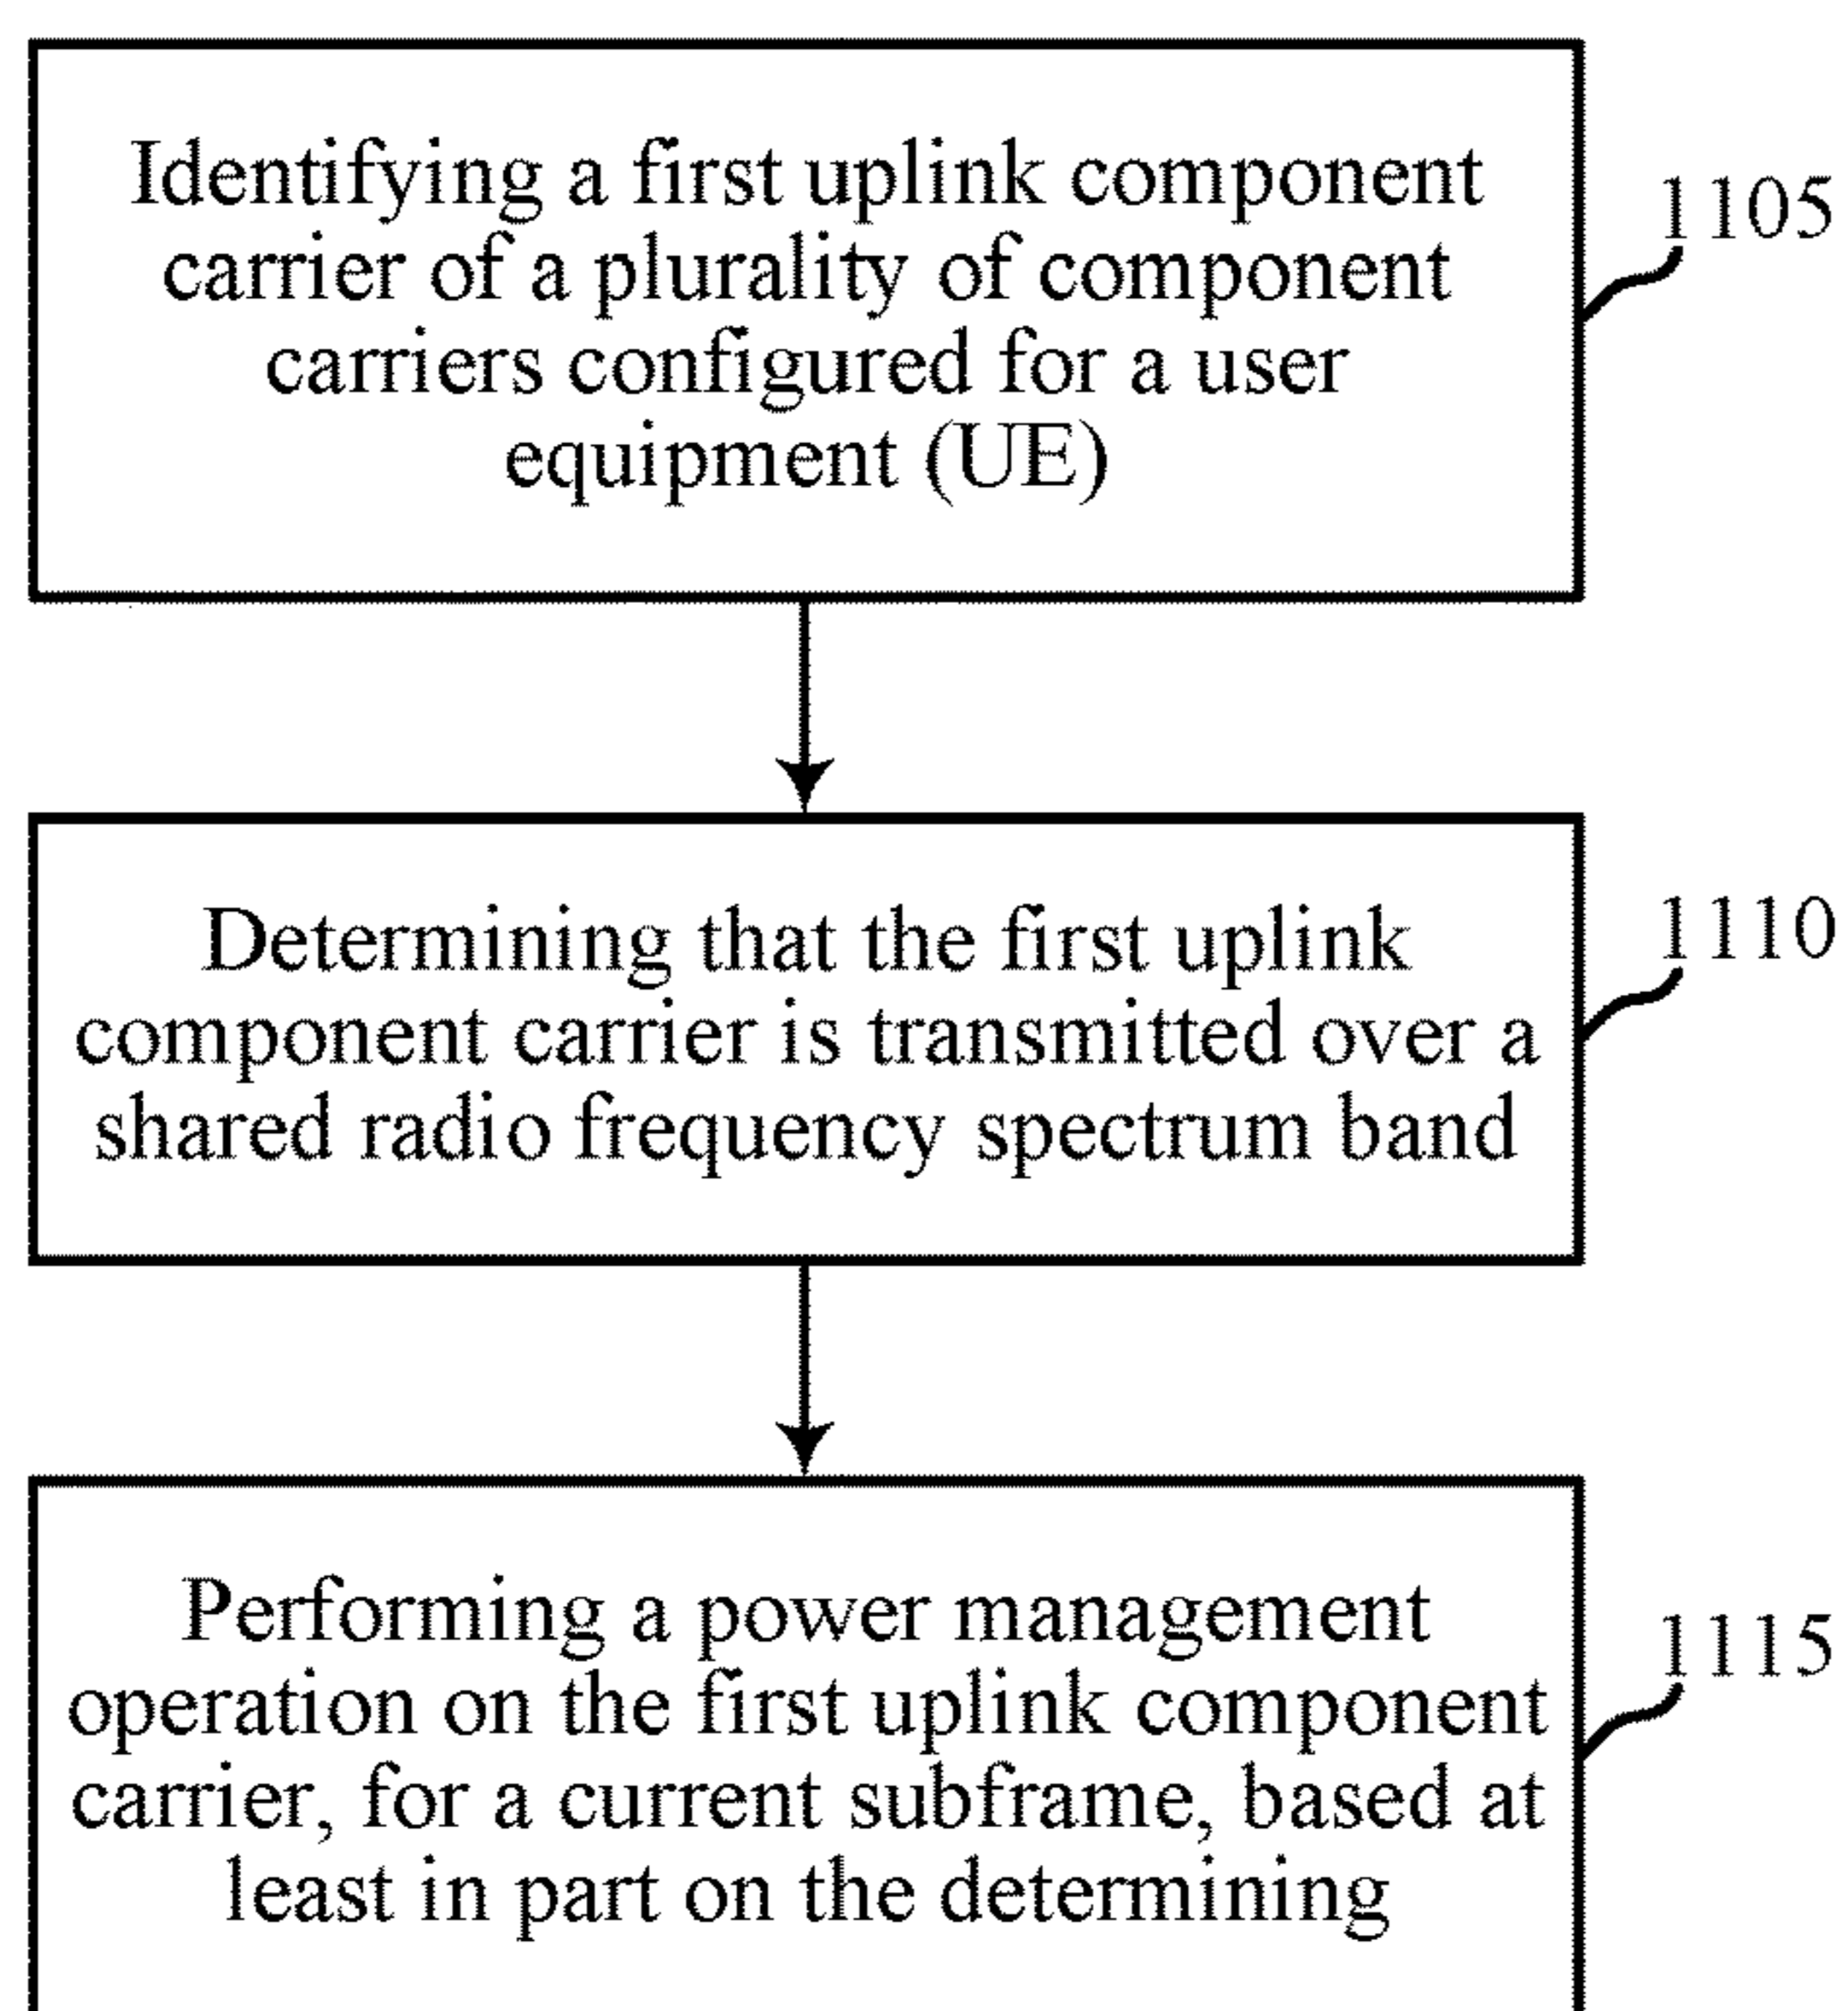 Identifying a first uplink component
carrier of a plurality of component
carriers configured for a user
equipment (UE)
1105
Determining that the first uplink
component carrier is transmitted over a
shared radio frequency spectrum band
1110
Performing a power management
operation on the first uplink component
carrier, for a current subframe, based at
least in part on the determining
1115